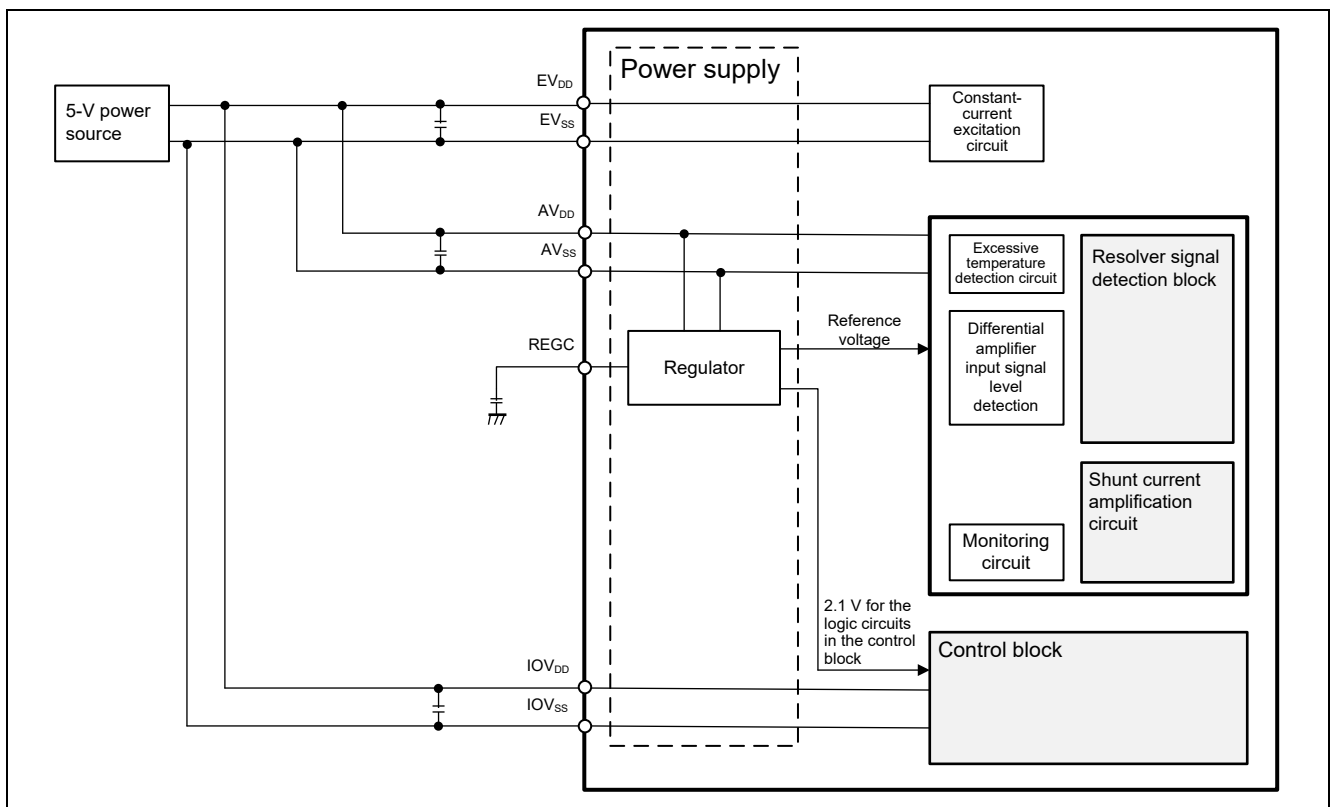 Power supply
5-V power
source
EVDD
EVSS
Constant-
current
excitation
circuit
AVDD
AVSS
Excessive
temperature
detection circuit
Resolver signal
detection block
REGC
Regulator
Reference
voltage
Differential
amplifier
input signal
level
detection
Shunt current
amplification
circuit
Monitoring
circuit
2.1 V for the
logic circuits
in the control
block
Control block
IOVDD
IOVSS